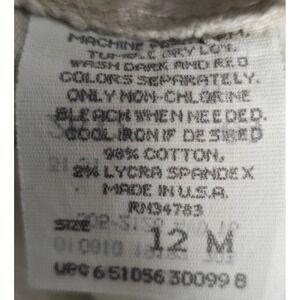 MACHINE
TUMBLE DRY LOW.
WASH DARK AND RED
COLORS SEPARATELY.
ONLY NON-CHLORINE
BLEACH WHEN NEEDED.
COOL IRON IF DESIRED
98% COTTON,
2% LYCRA SPANDEX
MADE IN U.S.A.
RN34783
SIZE 12 M
UPC 6 51056 30099 8